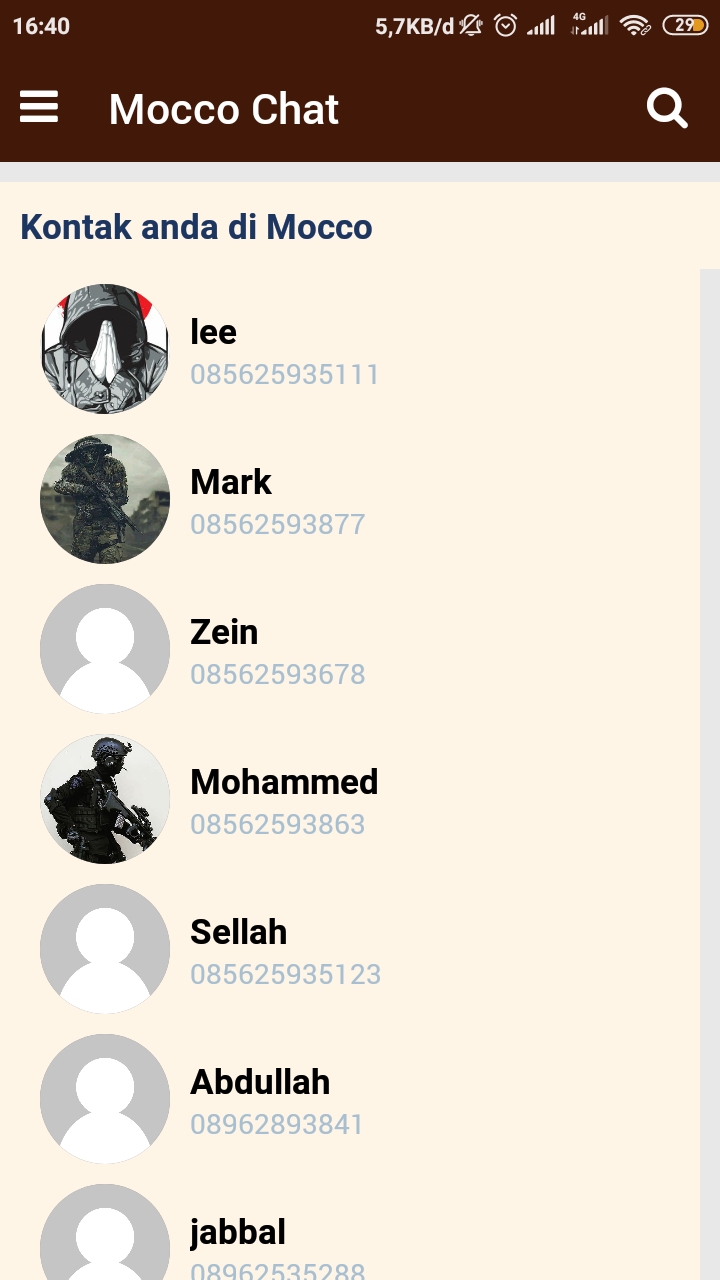 16:40 5,7KB/d 4G 29
Mocco Chat
Kontak anda di Mocco
lee
085625935111
Mark
08562593877
Zein
08562593678
Mohammed
08562593863
Sellah
085625935123
Abdullah
08962893841
jabbal
08962535288